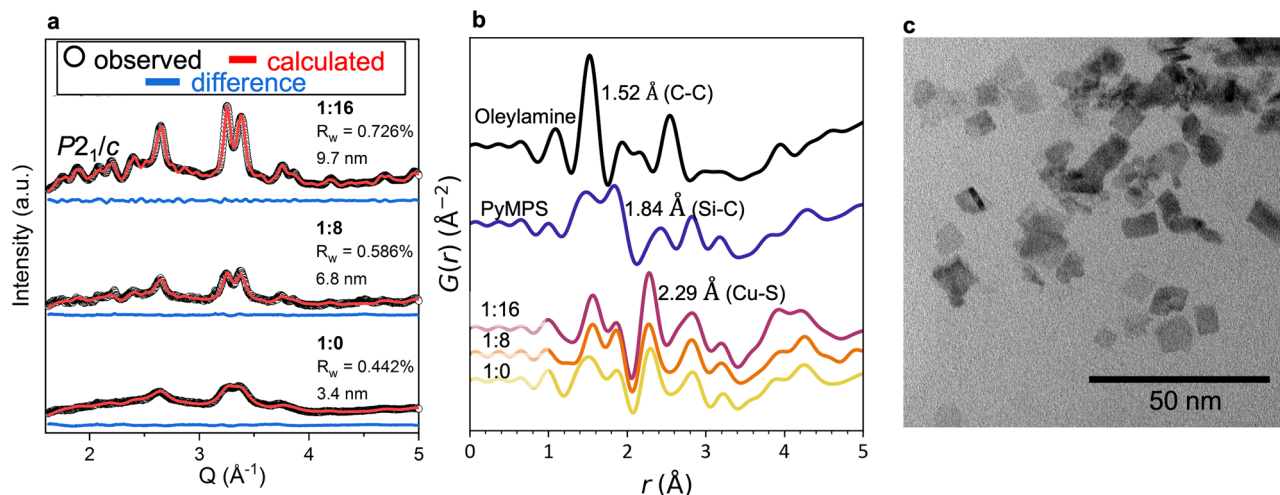 a
observed
calculated
difference
P2₁/c
1:16
R_w = 0.726%
9.7 nm
1:8
R_w = 0.586%
6.8 nm
1:0
R_w = 0.442%
3.4 nm
Intensity (a.u.)
2
3
4
5
Q (Å⁻¹)
b
Oleylamine
1.52 Å (C-C)
PyMPS
1.84 Å (Si-C)
2.29 Å (Cu-S)
1:16
1:8
1:0
G(r) (Å⁻²)
0
1
2
3
4
5
r (Å)
c
50 nm